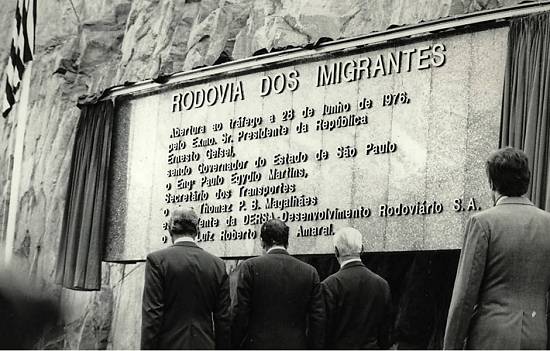 RODOVIA DOS IMIGRANTES
Abertura ao tráfego a 28 de Junho de 1976,
pelo Exmo. Sr. Presidente da República
Ernesto Geisel,
sendo Governador do Estado de São Paulo
o Engº Paulo Egydio Martins,
Secretário dos Transportes
o Thomaz P. B. Magalhães
e da DERSA-Desenvolvimento Rodoviário S.A.
o Luiz Roberto Amaral.